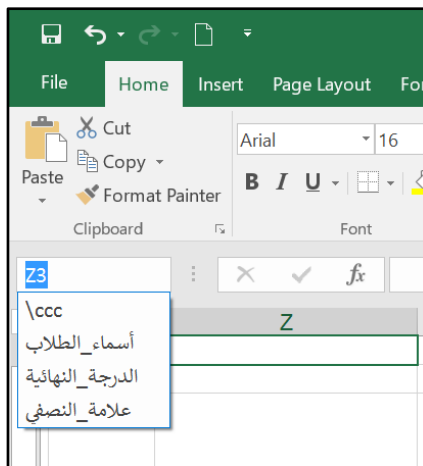 File Home Insert Page Layout
Cut
Copy
Paste
Format Painter
Clipboard
Arial 16
B I U
Font
Z3
fx
\ccc
أسماء_الطلاب
الدرجة_النهائية
علامة_النصفي
Z